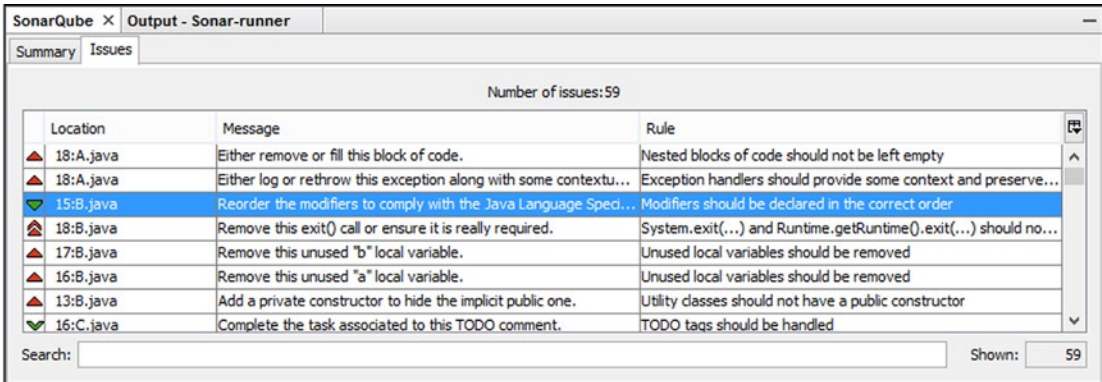 SonarQube × Output - Sonar-runner
Summary Issues
Number of issues:59
Location Message Rule
18:A.java Either remove or fill this block of code. Nested blocks of code should not be left empty
18:A.java Either log or rethrow this exception along with some contextu... Exception handlers should provide some context and preserve...
15:B.java Reorder the modifiers to comply with the Java Language Speci... Modifiers should be declared in the correct order
18:B.java Remove this exit() call or ensure it is really required. System.exit(...) and Runtime.getRuntime().exit(...) should no...
17:B.java Remove this unused "b" local variable. Unused local variables should be removed
16:B.java Remove this unused "a" local variable. Unused local variables should be removed
13:B.java Add a private constructor to hide the implicit public one. Utility classes should not have a public constructor
16:C.java Complete the task associated to this TODO comment. TODO tags should be handled
Search: Shown: 59